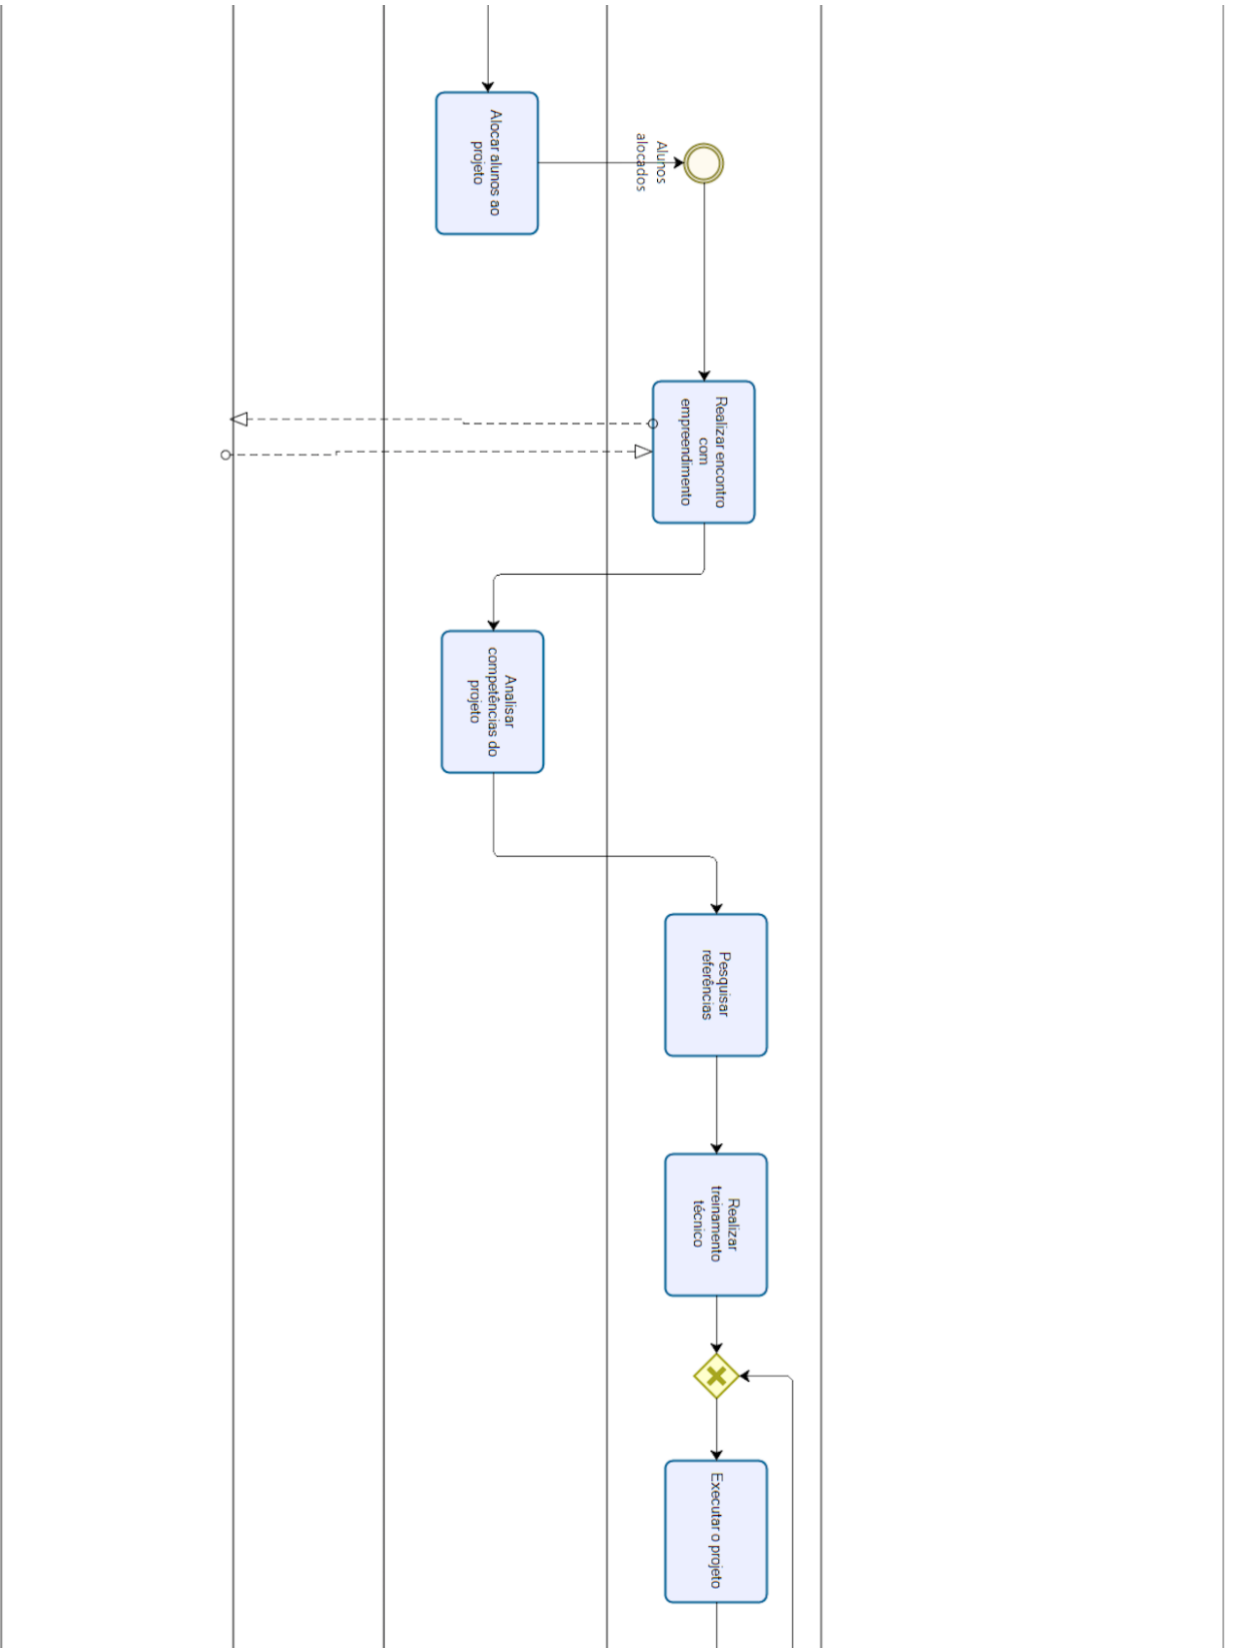 Alocar alunos ao
projeto
Alunos
alocados
Realizar encontro
com
empreendimento
Analisar
competências do
projeto
Pesquisar
referências
Realizar
treinamento
técnico
Executar o projeto